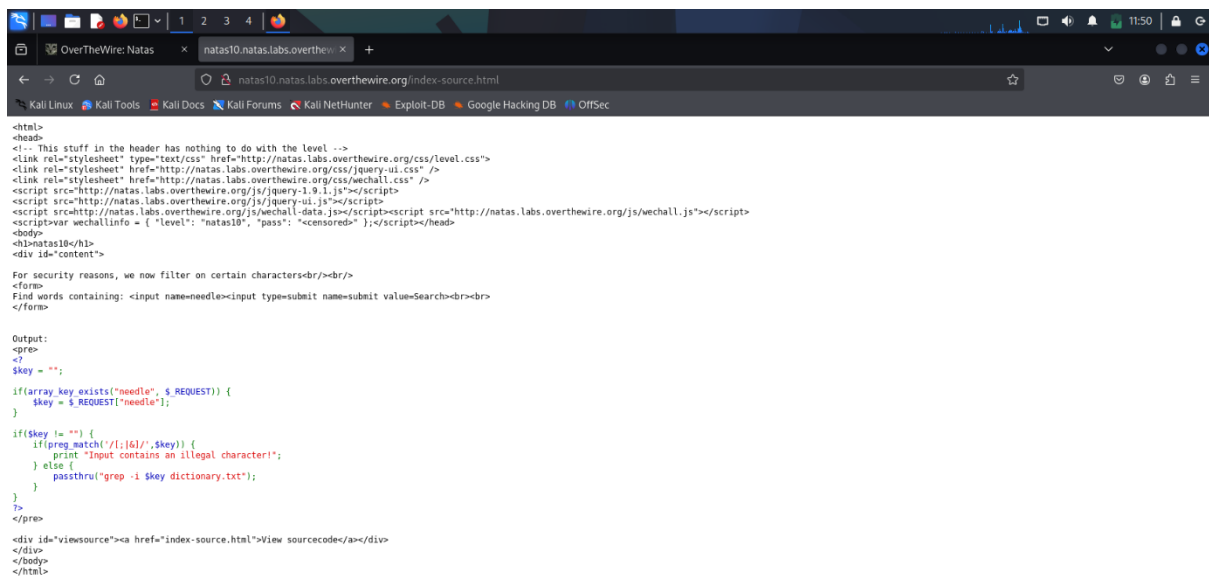 1 2 3 4
11:50
OverTheWire: Natas
natas10.natas.labs.overthew
natas10.natas.labs.overthewire.org/index-source.html
Kali Linux Kali Tools Kali Docs Kali Forums Kali NetHunter Exploit-DB Google Hacking DB OffSec
<html>
<head>
<!-- This stuff in the header has nothing to do with the level -->
<link rel="stylesheet" type="text/css" href="http://natas.labs.overthewire.org/css/level.css">
<link rel="stylesheet" href="http://natas.labs.overthewire.org/css/jquery-ui.css" />
<link rel="stylesheet" href="http://natas.labs.overthewire.org/css/wechall.css" />
<script src="http://natas.labs.overthewire.org/js/jquery-1.9.1.js"></script>
<script src="http://natas.labs.overthewire.org/js/jquery-ui.js"></script>
<script src=http://natas.labs.overthewire.org/js/wechall-data.js></script><script src="http://natas.labs.overthewire.org/js/wechall.js"></script>
<script>var wechallinfo = { "level": "natas10", "pass": "<censored>" };</script></head>
<body>
<h1>natas10</h1>
<div id="content">
For security reasons, we now filter on certain characters<br/><br/>
<form>
Find words containing: <input name=needle><input type=submit name=submit value=Search><br><br>
</form>
Output:
<pre>
<?
$key = "";
if(array_key_exists("needle", $_REQUEST)) {
$key = $_REQUEST["needle"];
}
if($key != "") {
if(preg_match('/[;|&]/',$key)) {
print "Input contains an illegal character!";
} else {
passthru("grep -i $key dictionary.txt");
}
}
?>
</pre>
<div id="viewsource"><a href="index-source.html">View sourcecode</a></div>
</div>
</body>
</html>